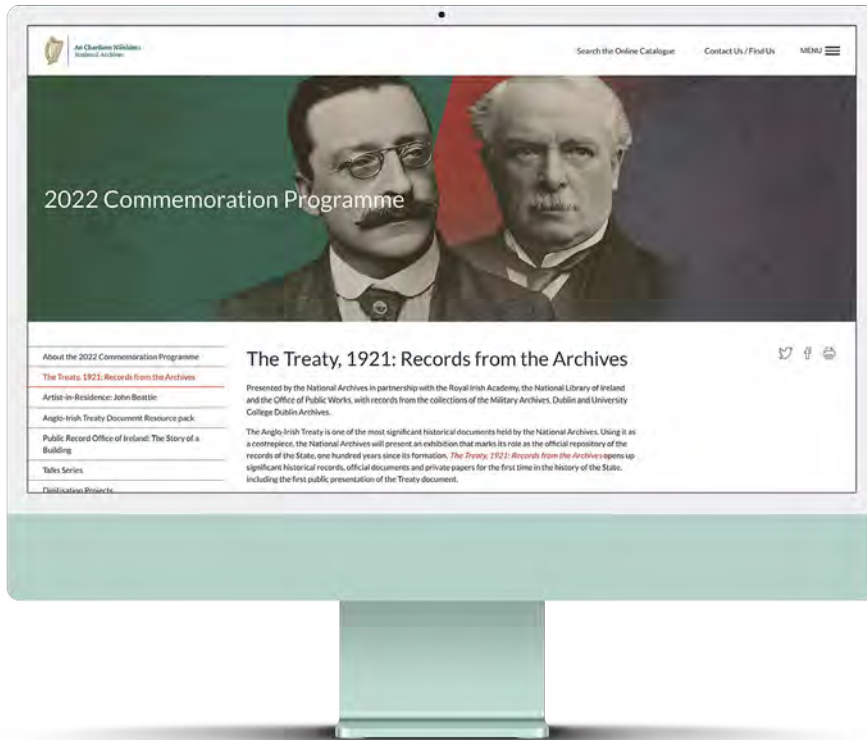 An Chartlann Náisiúnta
National Archives
Search the Online Catalogue
Contact Us / Find Us
MENU
2022 Commemoration Programme
About the 2022 Commemoration Programme
The Treaty, 1921: Records from the Archives
Artist-in-Residence: John Beattie
Anglo-Irish Treaty Document Resource pack
Public Record Office of Ireland: The Story of a
Building
Talks Series
Digitisation Projects
The Treaty, 1921: Records from the Archives
Presented by the National Archives in partnership with the Royal Irish Academy, the National Library of Ireland
and the Office of Public Works, with records from the collections of the Military Archives, Dublin and University
College Dublin Archives.
The Anglo-Irish Treaty is one of the most significant historical documents held by the National Archives. Using it as
a centrepiece, the National Archives will present an exhibition that marks its role as the official repository of the
records of the State, one hundred years since its formation. The Treaty, 1921: Records from the Archives opens up
significant historical records, official documents and private papers for the first time in the history of the State,
including the first public presentation of the Treaty document.